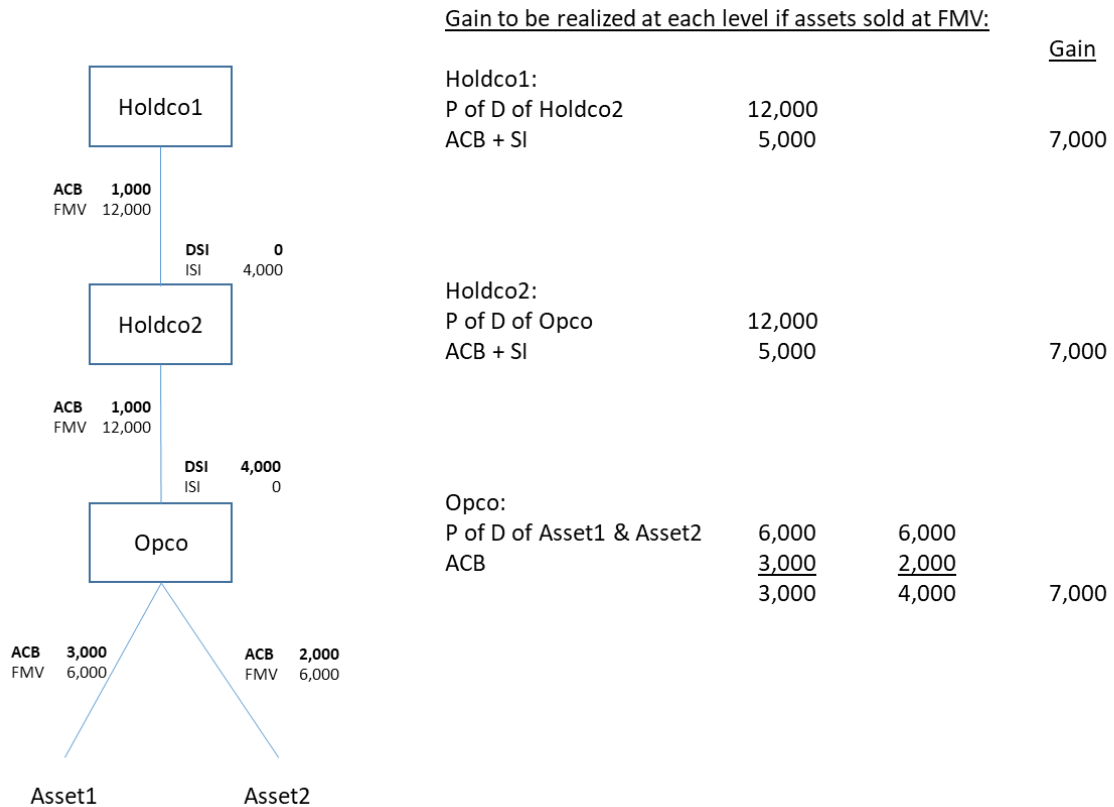 Gain to be realized at each level if assets sold at FMV:
Gain
Holdco1
Holdco1:
P of D of Holdco2 12,000
ACB + SI 5,000 7,000
ACB 1,000
FMV 12,000
DSI 0
ISI 4,000
Holdco2
Holdco2:
P of D of Opco 12,000
ACB + SI 5,000 7,000
ACB 1,000
FMV 12,000
DSI 4,000
ISI 0
Opco
Opco:
P of D of Asset1 & Asset2 6,000 6,000
ACB 3,000 2,000
3,000 4,000 7,000
ACB 3,000
FMV 6,000
ACB 2,000
FMV 6,000
Asset1
Asset2